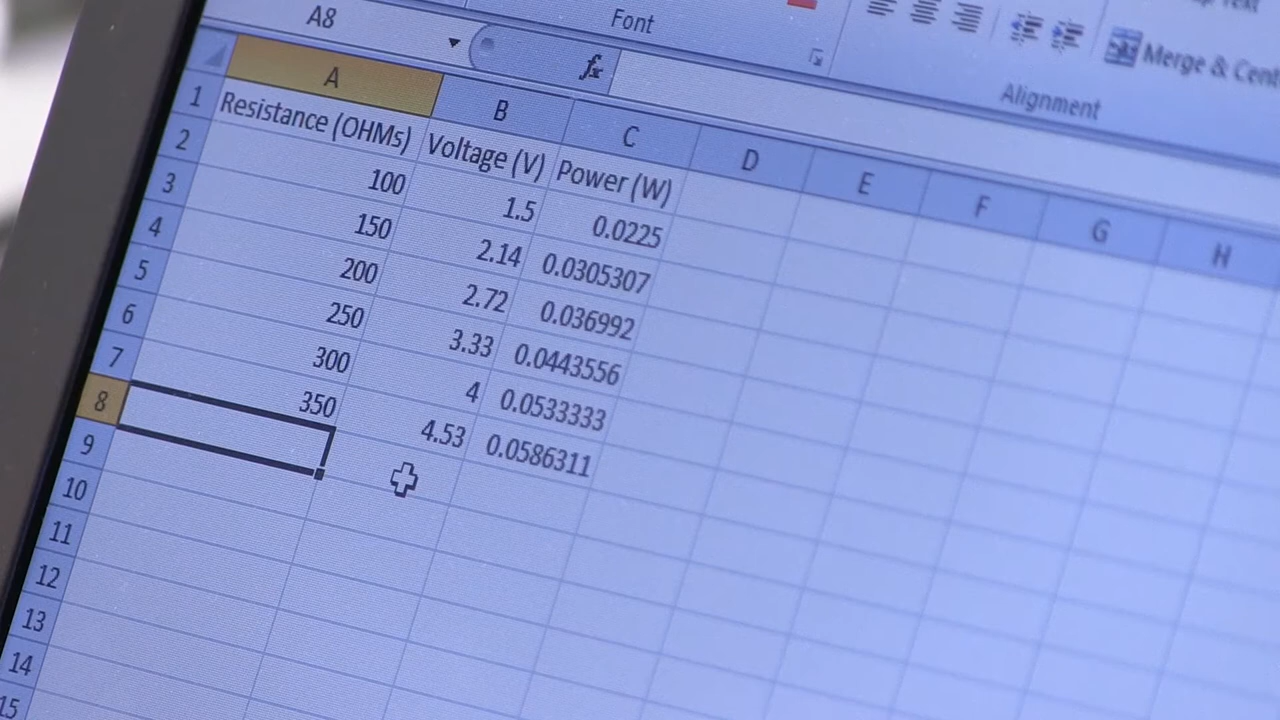 A8
Font
fx
Alignment
Merge & Cent
A B C D E F G H
1 Resistance (OHMs) Voltage (V) Power (W)
2 100 1.5 0.0225
3 150 2.14 0.0305307
4 200 2.72 0.036992
5 250 3.33 0.0443556
6 300 4 0.0533333
7 350 4.53 0.0586311
8
9
10
11
12
13
14
15